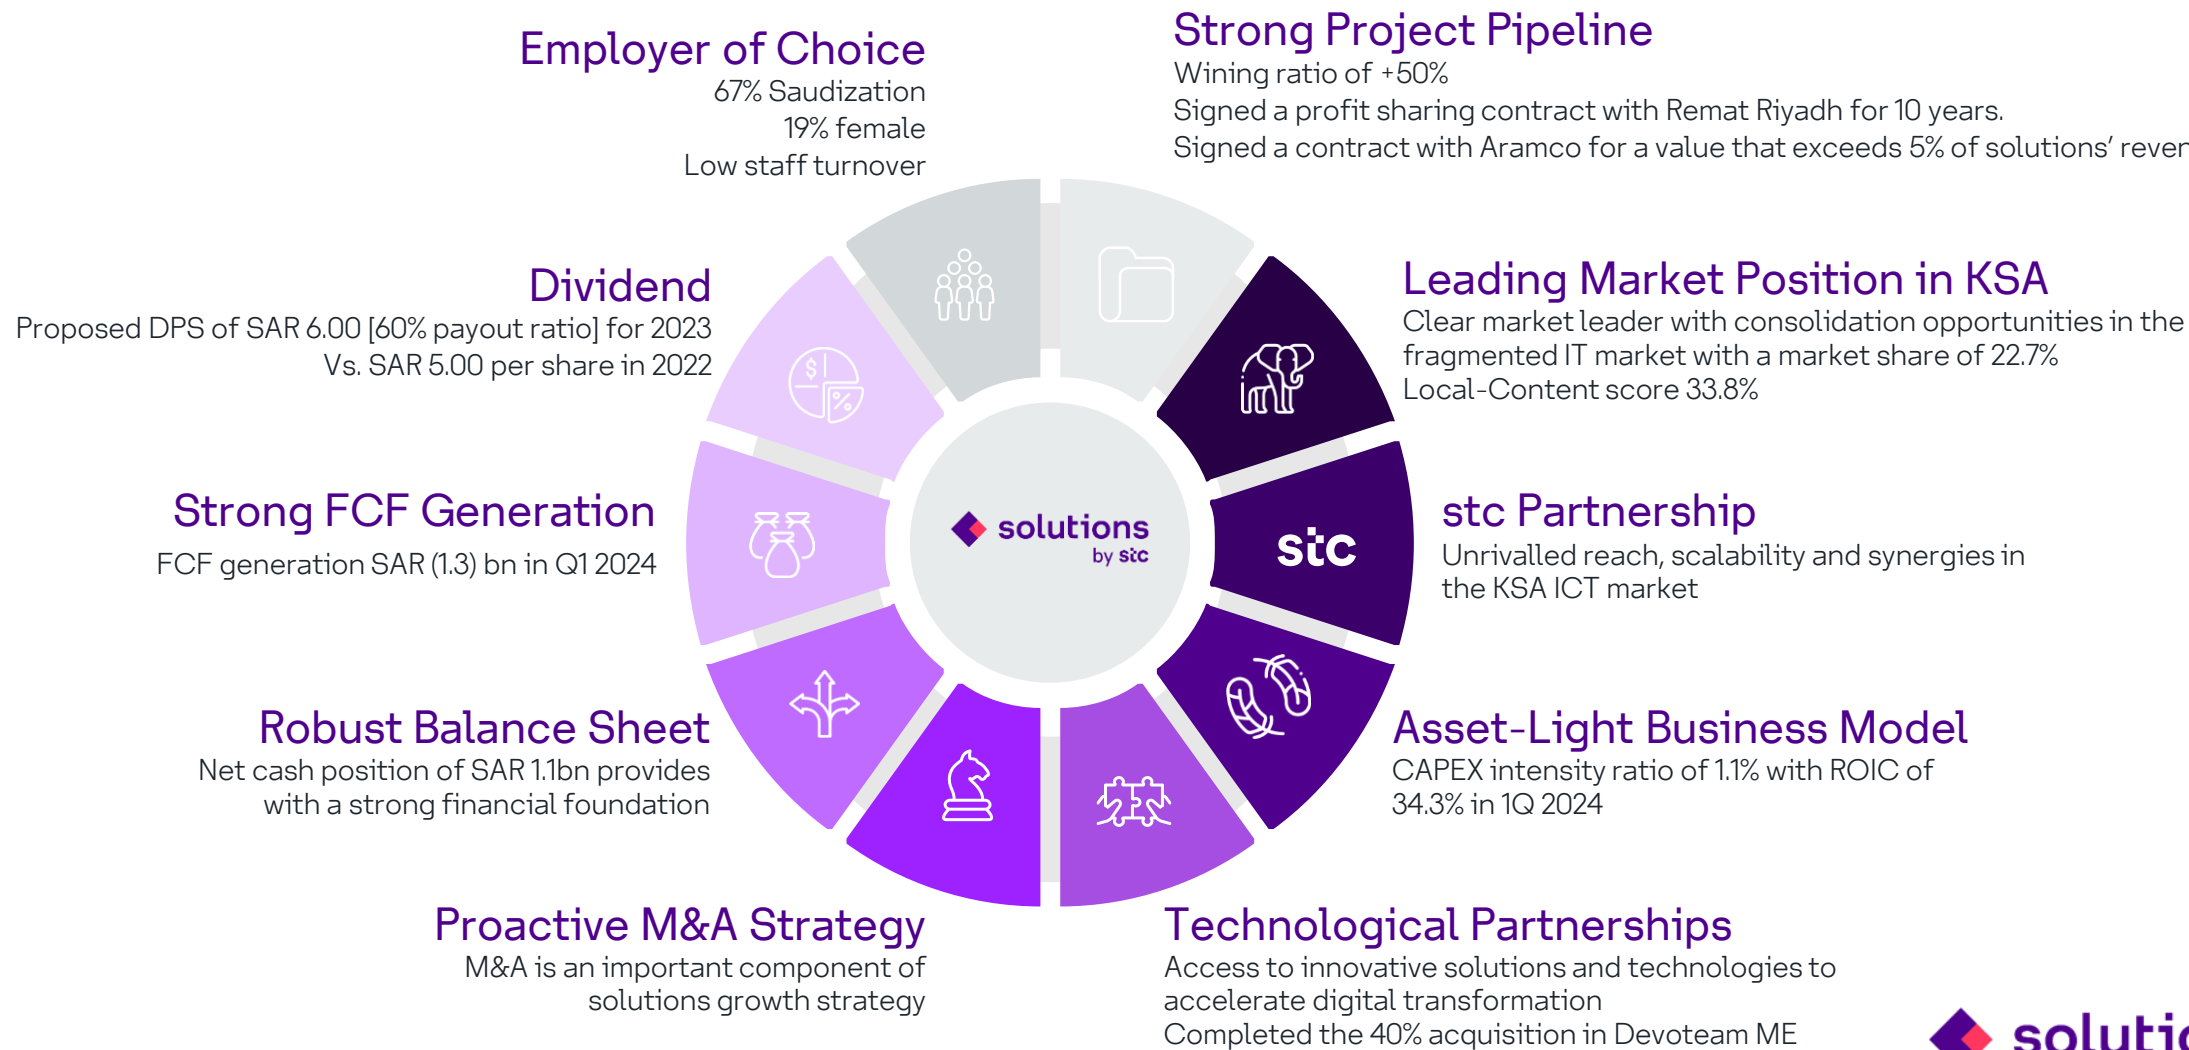 Employer of Choice
67% Saudization
19% female
Low staff turnover
Strong Project Pipeline
Wining ratio of +50%
Signed a profit sharing contract with Remat Riyadh for 10 years.
Signed a contract with Aramco for a value that exceeds 5% of solutions'
Dividend
Proposed DPS of SAR 6.00 [60% payout ratio] for 2023
Vs. SAR 5.00 per share in 2022
Leading Market Position in KSA
Clear market leader with consolidation opportunities in the
fragmented IT market with a market share of 22.7%
Local-Content score 33.8%
Strong FCF Generation
FCF generation SAR (1.3) bn in Q1 2024
solutions
by stc
stc
stc Partnership
Unrivalled reach, scalability and synergies in
the KSA ICT market
Robust Balance Sheet
Net cash position of SAR 1.1bn provides
with a strong financial foundation
Asset-Light Business Model
CAPEX intensity ratio of 1.1% with ROIC of
34.3% in 1Q 2024
Proactive M&A Strategy
M&A is an important component of
solutions growth strategy
Technological Partnerships
Access to innovative solutions and technologies to
accelerate digital transformation
Completed the 40% acquisition in Devoteam ME